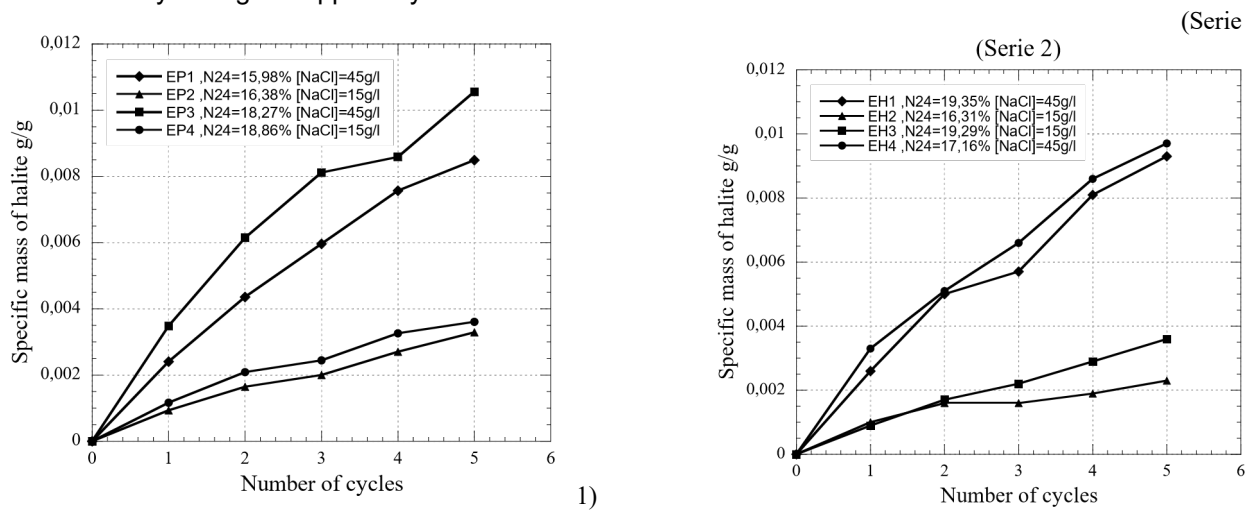 (Serie
(Serie 2)
0,012
0,01
0,008
0,006
0,004
0,002
0
Specific mass of halite g/g
EP1 ,N24=15,98% [NaCl]=45g/l
EP2 ,N24=16,38% [NaCl]=15g/l
EP3 ,N24=18,27% [NaCl]=45g/l
EP4 ,N24=18,86% [NaCl]=15g/l
0 1 2 3 4 5 6
Number of cycles
1)
0,012
0,01
0,008
0,006
0,004
0,002
0
Specific mass of halite g/g
EH1 ,N24=19,35% [NaCl]=45g/l
EH2 ,N24=16,31% [NaCl]=15g/l
EH3 ,N24=19,29% [NaCl]=15g/l
EH4 ,N24=17,16% [NaCl]=45g/l
0 1 2 3 4 5 6
Number of cycles